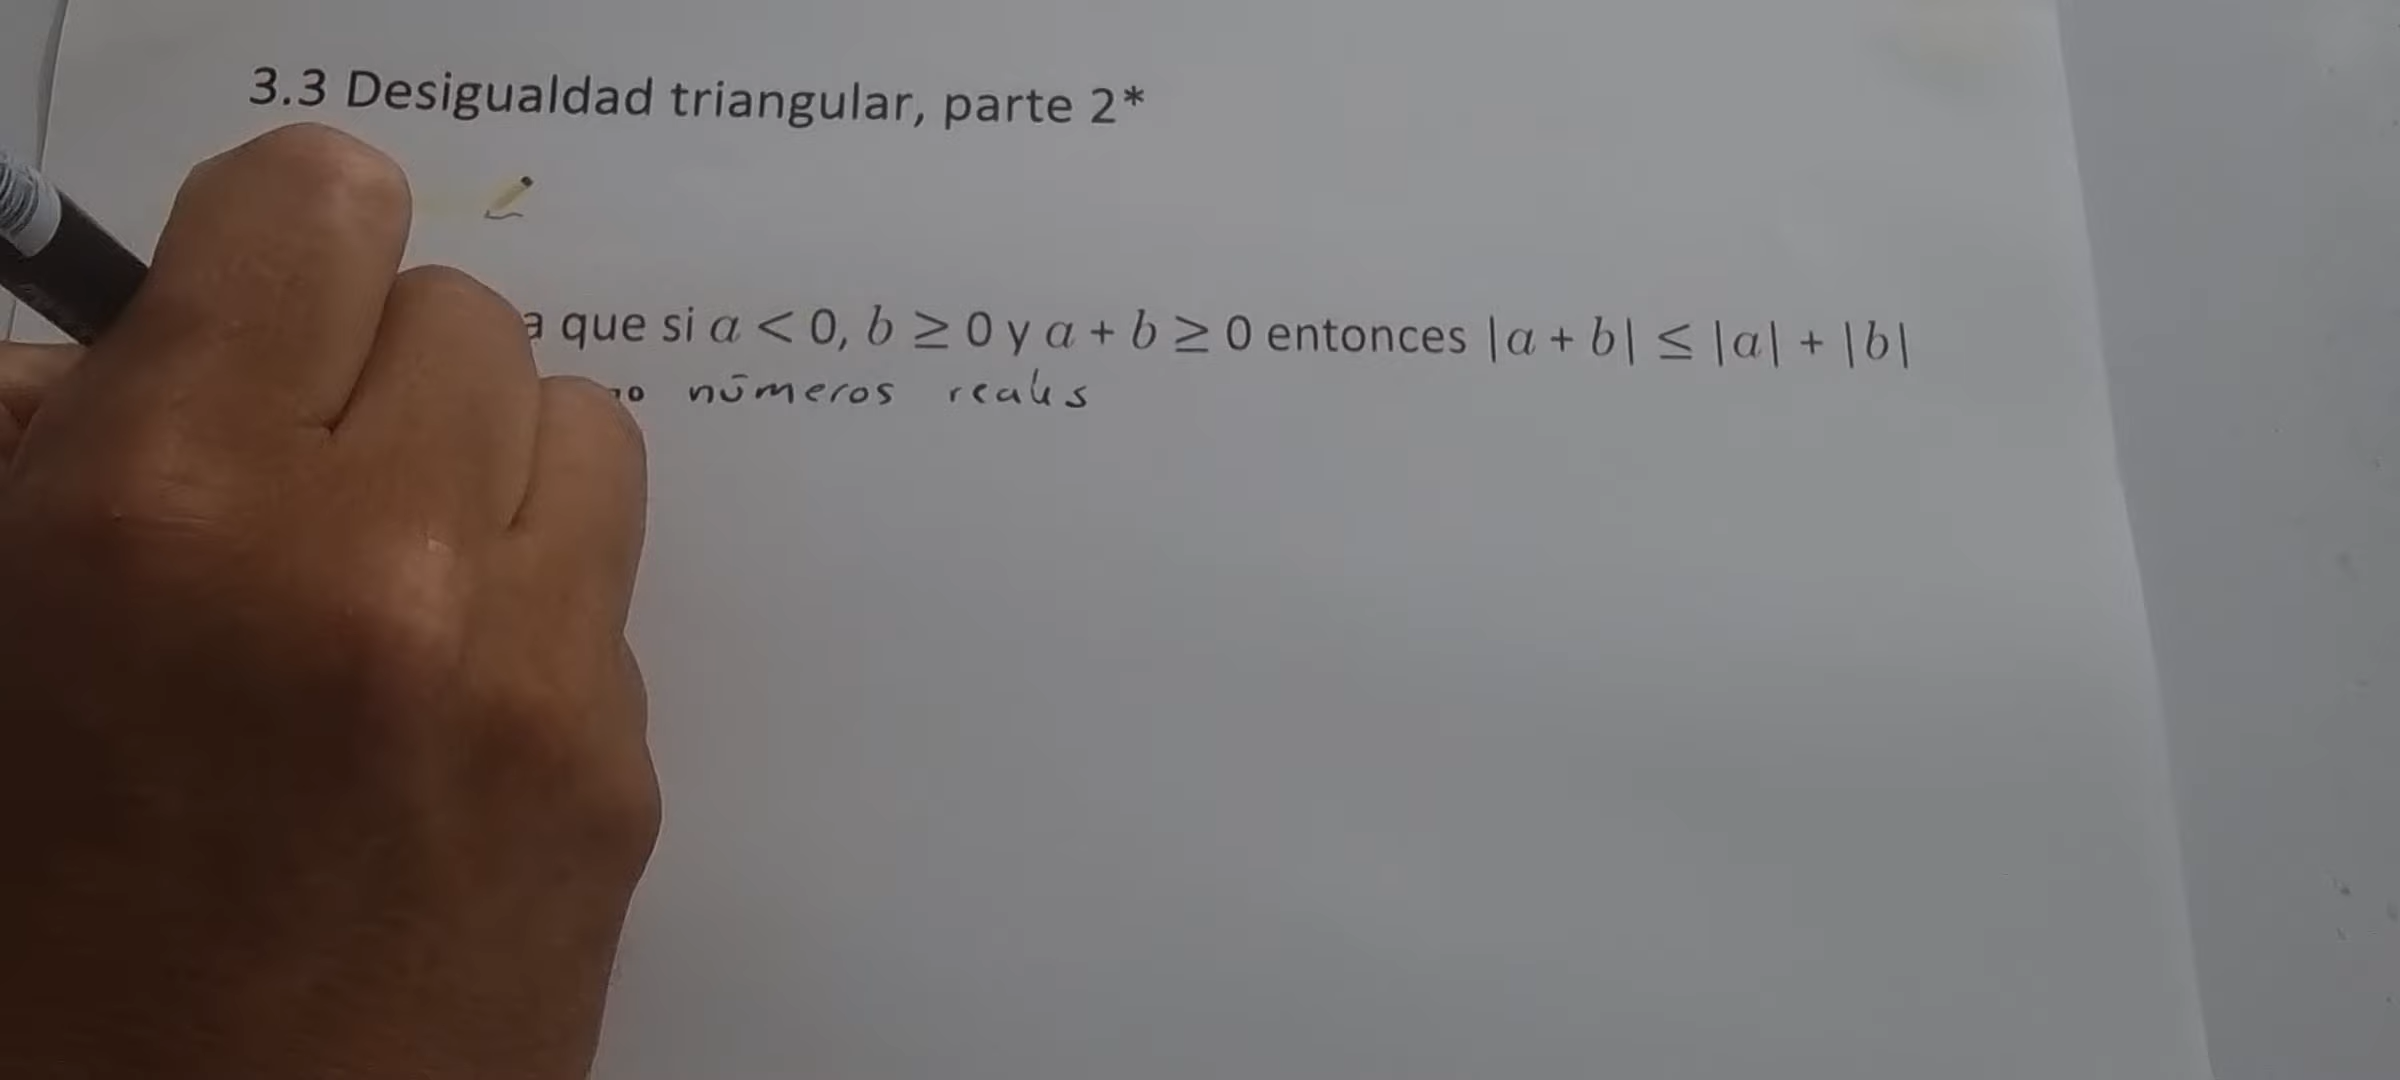 3.3 Desigualdad triangular, parte 2*
que si a < 0, b ≥ 0 y a + b ≥ 0 entonces |a + b| ≤ |a| + |b|
números reales